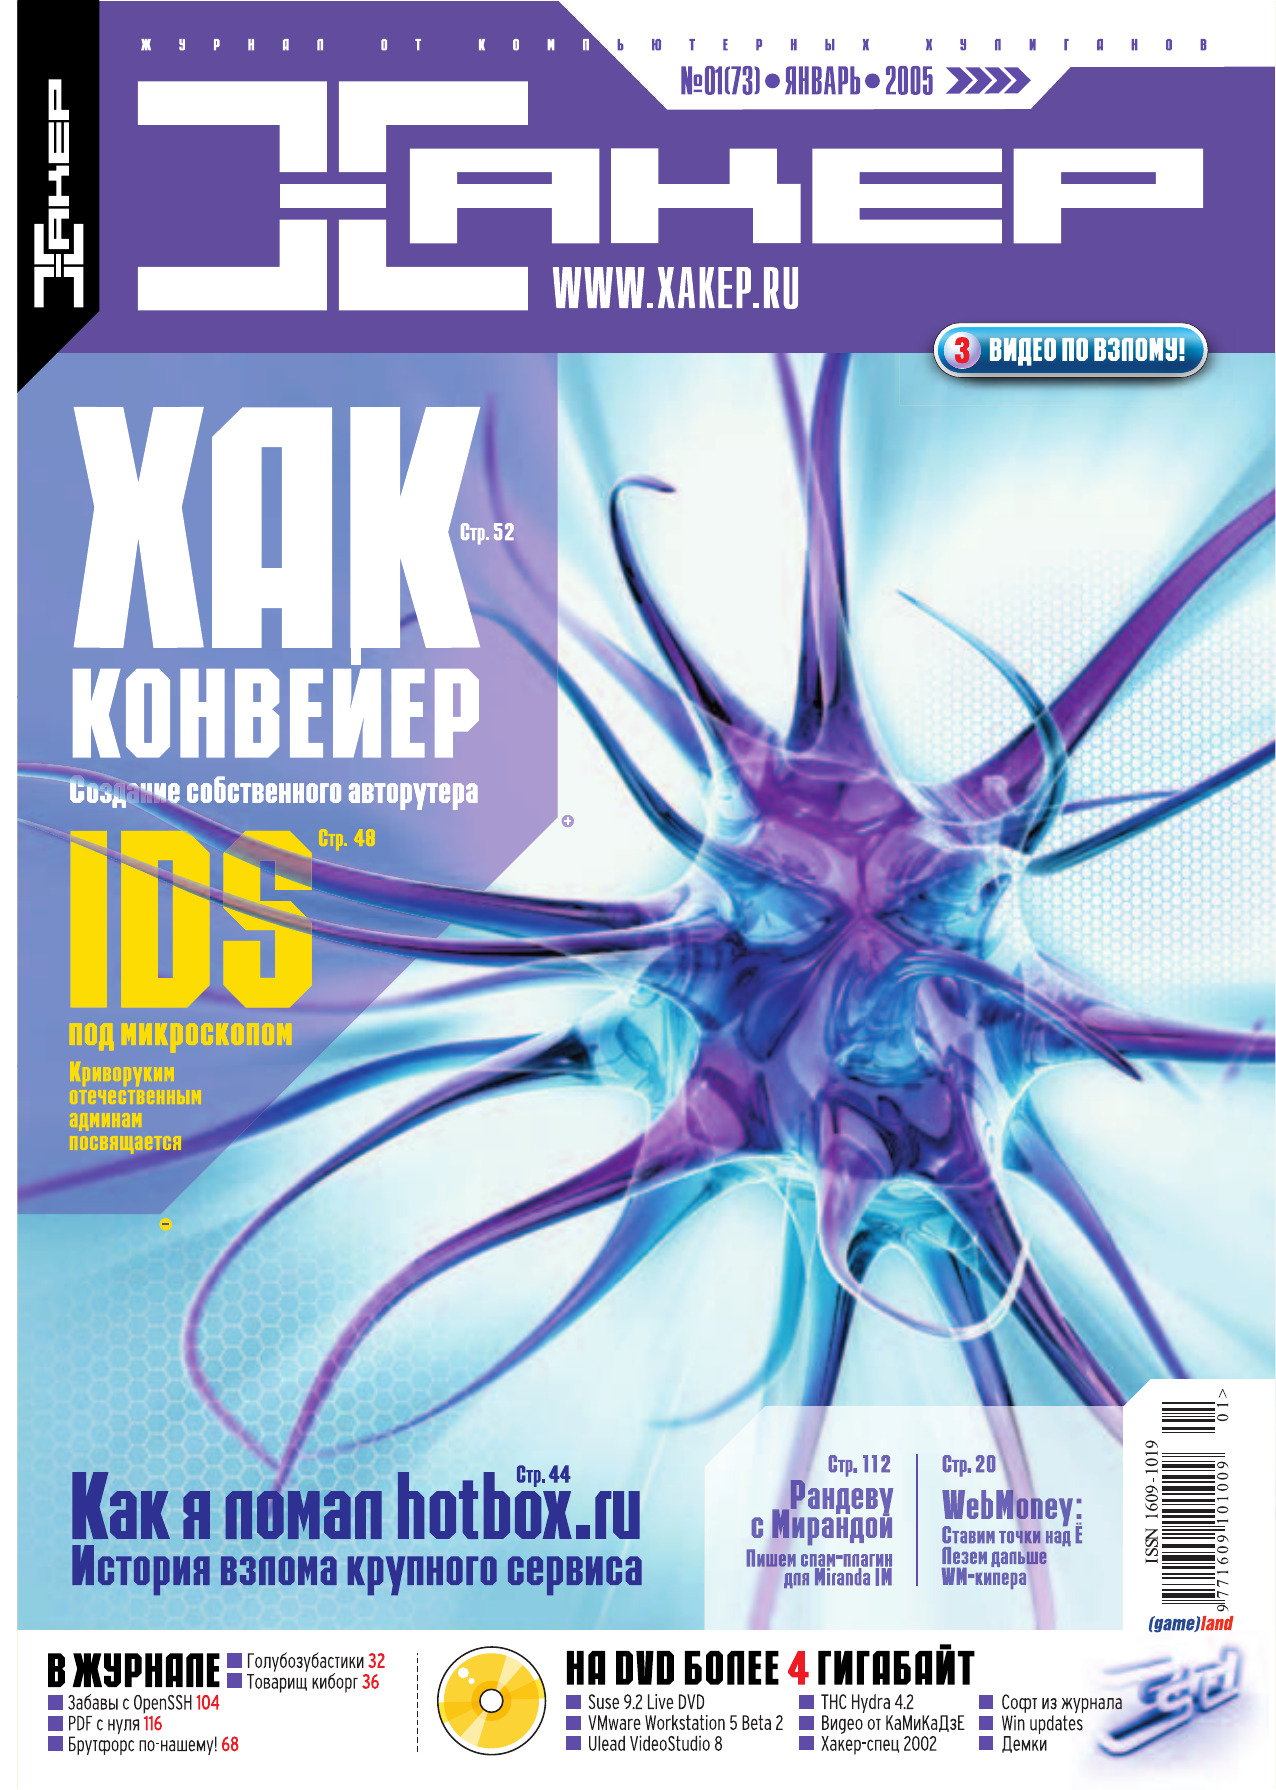 ЖУРНАЛ ОТ КОМПЬЮТЕРНЫХ ХУЛИГАНОВ
№01(73)•ЯНВАРЬ•2005
ХАКЕР
ХАКЕР
WWW.XAKEP.RU
3 ВИДЕО ПО ВЗЛОМУ!
ХАК
Стр. 52
КОНВЕЙЕР
Создание собственного авторутера
IDS
Стр. 48
ПОД МИКРОСКОПОМ
Криворуким
отечественным
админам
посвящается
Стр. 44
Как я ломал hotbox.ru
История взлома крупного сервиса
Стр. 112
Рандеву
с Мирандой
Пишем спам-плагин
для Miranda IM
Стр. 20
WebMoney:
Ставим точки над Ё
Лезем дальше
WM-кипера
ISSN 1609-1019
9771609101009
01>
(game)land
В ЖУРНАЛЕ
Голубозубастики 32
Товарищ киборг 36
Забавы с OpenSSH 104
PDF с нуля 116
Брутфорс по-нашему! 68
НА DVD БОЛЕЕ 4 ГИГАБАЙТ
Suse 9.2 Live DVD
VMware Workstation 5 Beta 2
Ulead VideoStudio 8
THC Hydra 4.2
Видео от КаМиКаДзЕ
Хакер-спец 2002
Софт из журнала
Win updates
Демки